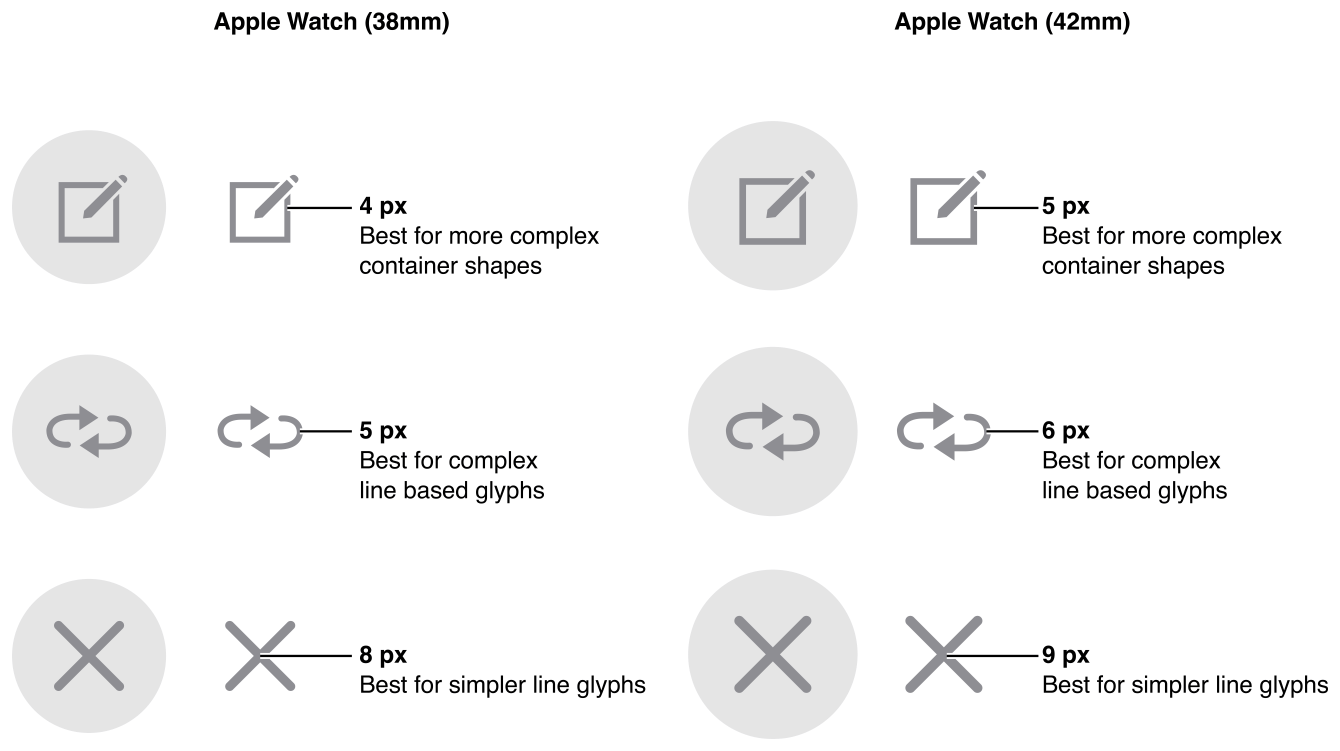 Apple Watch (38mm)
Apple Watch (42mm)
4 px
Best for more complex
container shapes
5 px
Best for more complex
container shapes
5 px
Best for complex
line based glyphs
6 px
Best for complex
line based glyphs
8 px
Best for simpler line glyphs
9 px
Best for simpler line glyphs